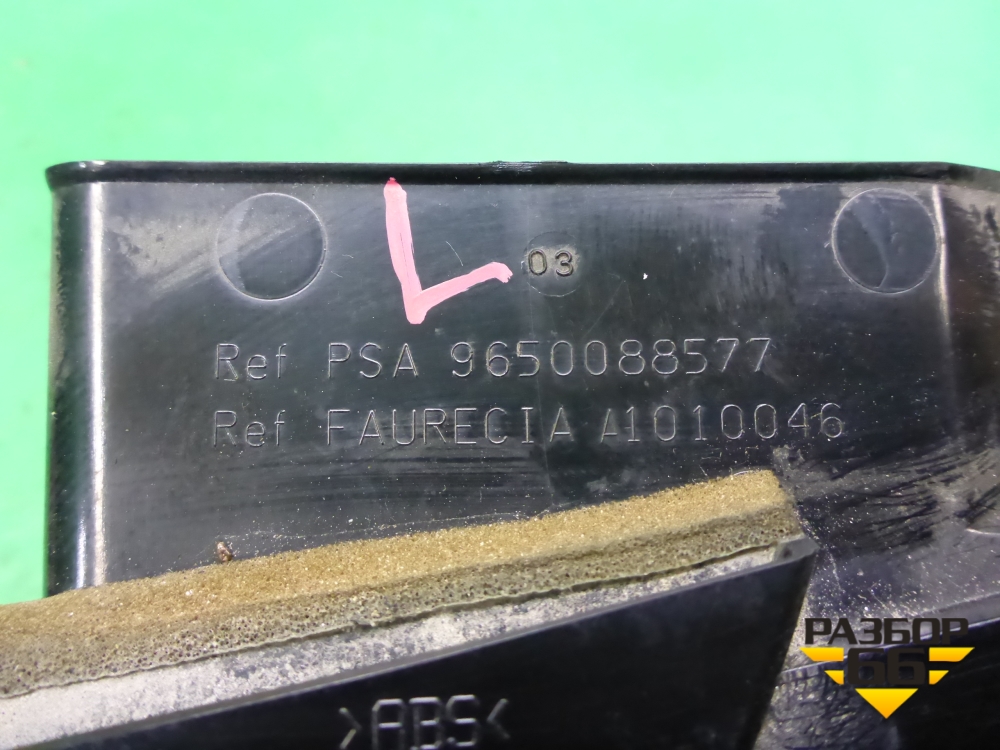 L
03
Ref PSA 9650088577
Ref FAURECIA A1010046
>ABS<
РАЗБОР
66